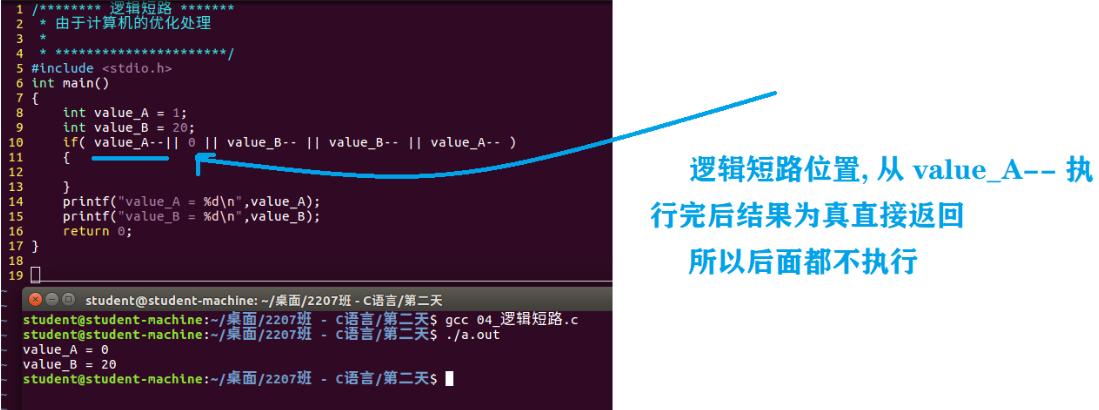 1 /******** 逻辑短路 *******
2  * 由于计算机的优化处理
3  *
4  * **********************/
5 #include <stdio.h>
6 int main()
7 {
8     int value_A = 1;
9     int value_B = 20;
10     if( value_A--|| 0 || value_B-- || value_B-- || value_A-- )
11     {
12
13     }
14     printf("value_A = %d\n",value_A);
15     printf("value_B = %d\n",value_B);
16     return 0;
17 }
18
19
逻辑短路位置, 从 value_A-- 执
行完后结果为真直接返回
所以后面都不执行
student@student-machine: ~/桌面/2207班 - C语言/第二天
~ student@student-machine:~/桌面/2207班 - C语言/第二天$ gcc 04_逻辑短路.c
~ student@student-machine:~/桌面/2207班 - C语言/第二天$ ./a.out
~ value_A = 0
~ value_B = 20
~ student@student-machine:~/桌面/2207班 - C语言/第二天$